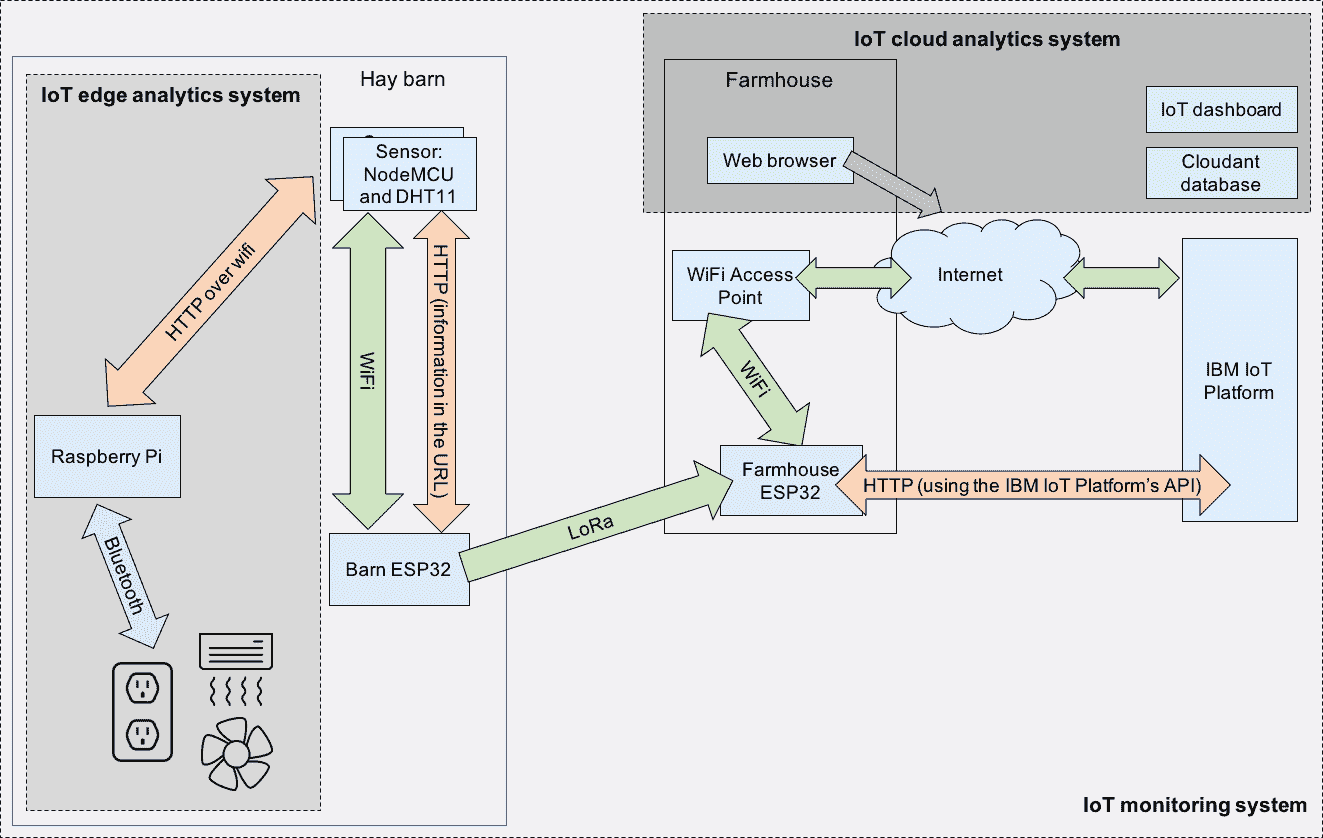 IoT cloud analytics system
Hay barn
Farmhouse
IoT edge analytics system
IoT dashboard
Sensor:
NodeMCU
and DHT11
Web browser
Cloudant
database
HTTP over wifi
WiFi
HTTP (information in the URL)
WiFi Access
Point
Internet
IBM IoT
Platform
WiFi
Raspberry Pi
Farmhouse
ESP32
HTTP (using the IBM IoT Platform's API)
LoRa
Barn ESP32
Bluetooth
IoT monitoring system